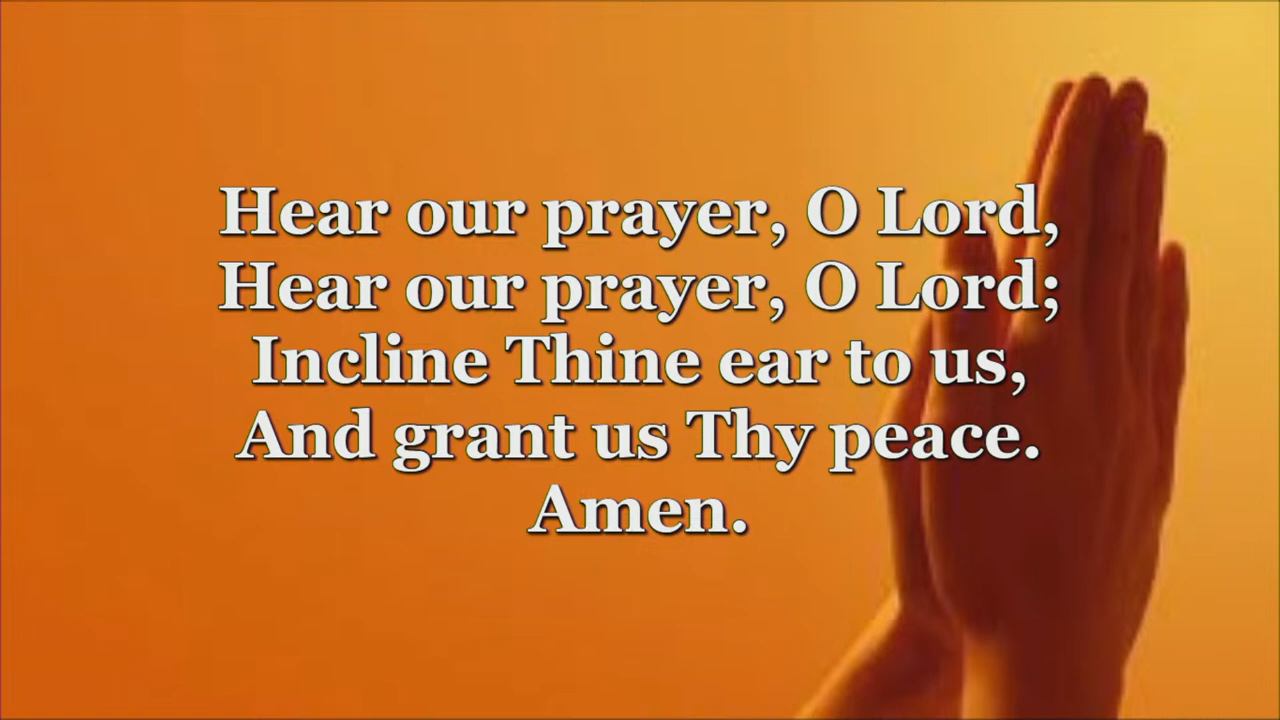 Hear our prayer, O Lord,
Hear our prayer, O Lord;
Incline Thine ear to us,
And grant us Thy peace.
Amen.